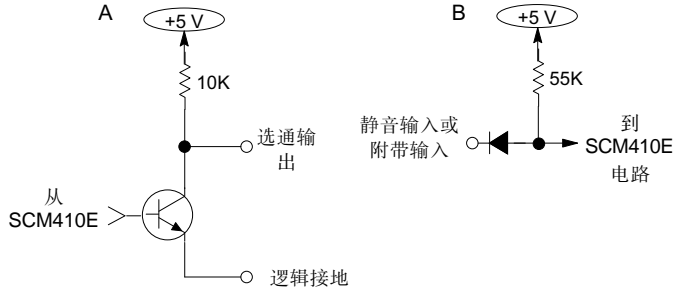 A
+5 V
10K
选通输
出
从
SCM410E
逻辑接地
B
+5 V
55K
静音输入或
附带输入
到
SCM410E
电路